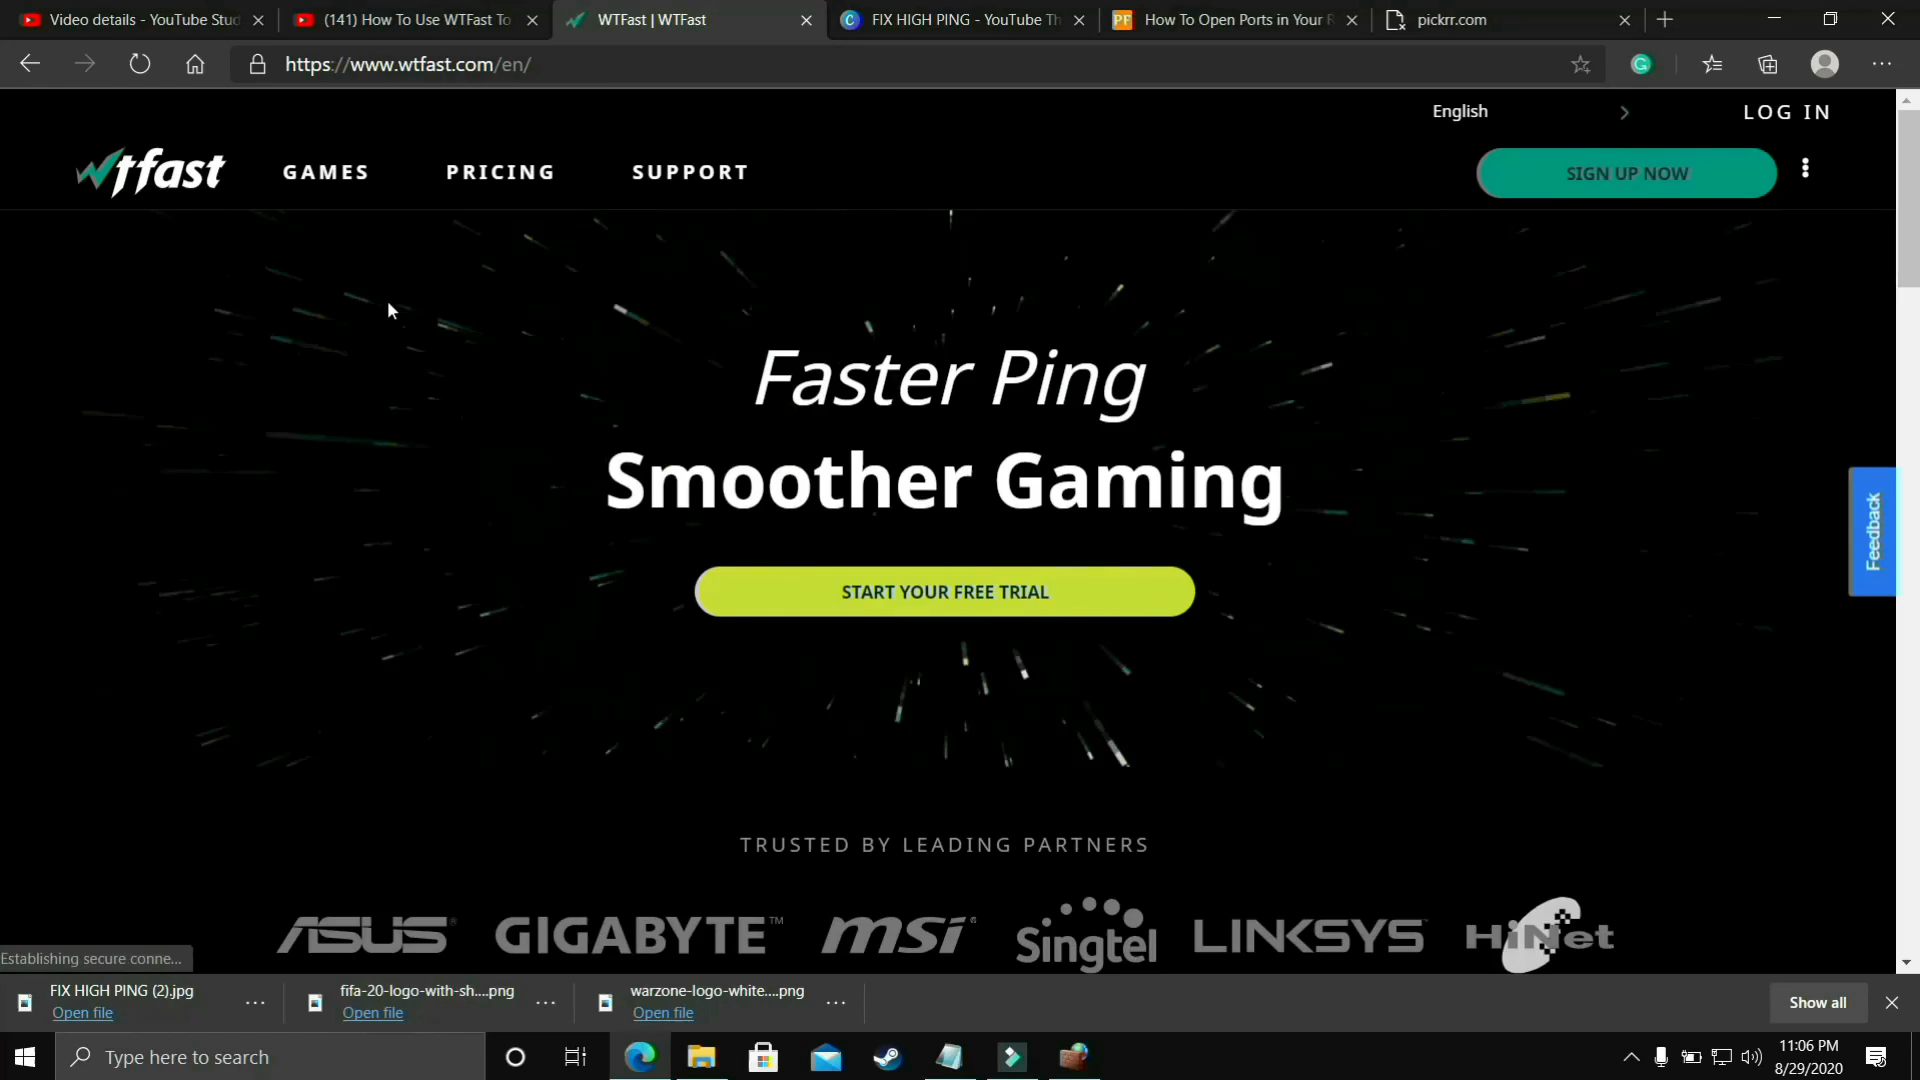 Video details - YouTube Stud
(141) How To Use WTFast To
WTFast | WTFast
FIX HIGH PING - YouTube Th
PF
How To Open Ports in Your R
pickrr.com
https://www.wtfast.com/en/
English
LOG IN
wtfast
GAMES
PRICING
SUPPORT
SIGN UP NOW
Faster Ping
Smoother Gaming
START YOUR FREE TRIAL
Feedback
TRUSTED BY LEADING PARTNERS
ASUS
GIGABYTE™
msi
Singtel
LINKSYS
HiNet
Establishing secure conne...
FIX HIGH PING (2).jpg
Open file
fifa-20-logo-with-sh....png
Open file
warzone-logo-white....png
Open file
Show all
Type here to search
11:06 PM
8/29/2020